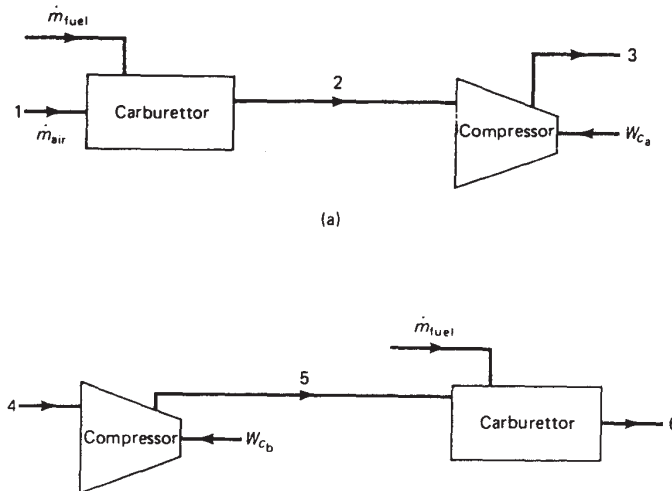 ṁfuel
2
3
1
Carburettor
Compressor
Wca
ṁair
(a)
ṁfuel
5
4
Compressor
Wcb
Carburettor